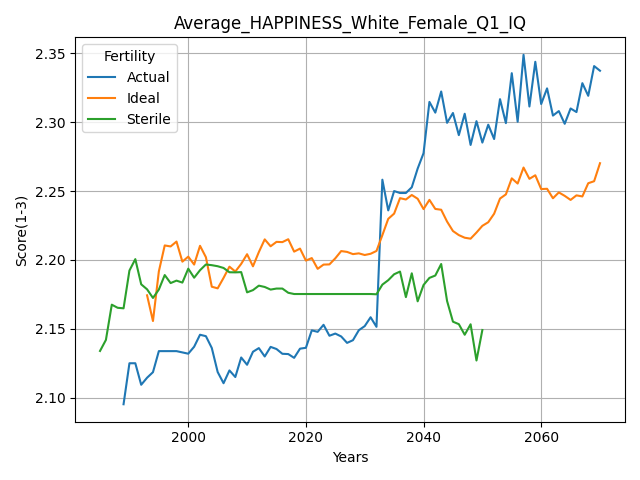 Average_HAPPINESS_White_Female_Q1_IQ
Fertility
Actual
Ideal
Sterile
Score(1-3)
2.35
2.30
2.25
2.20
2.15
2.10
2000 2020 2040 2060
Years